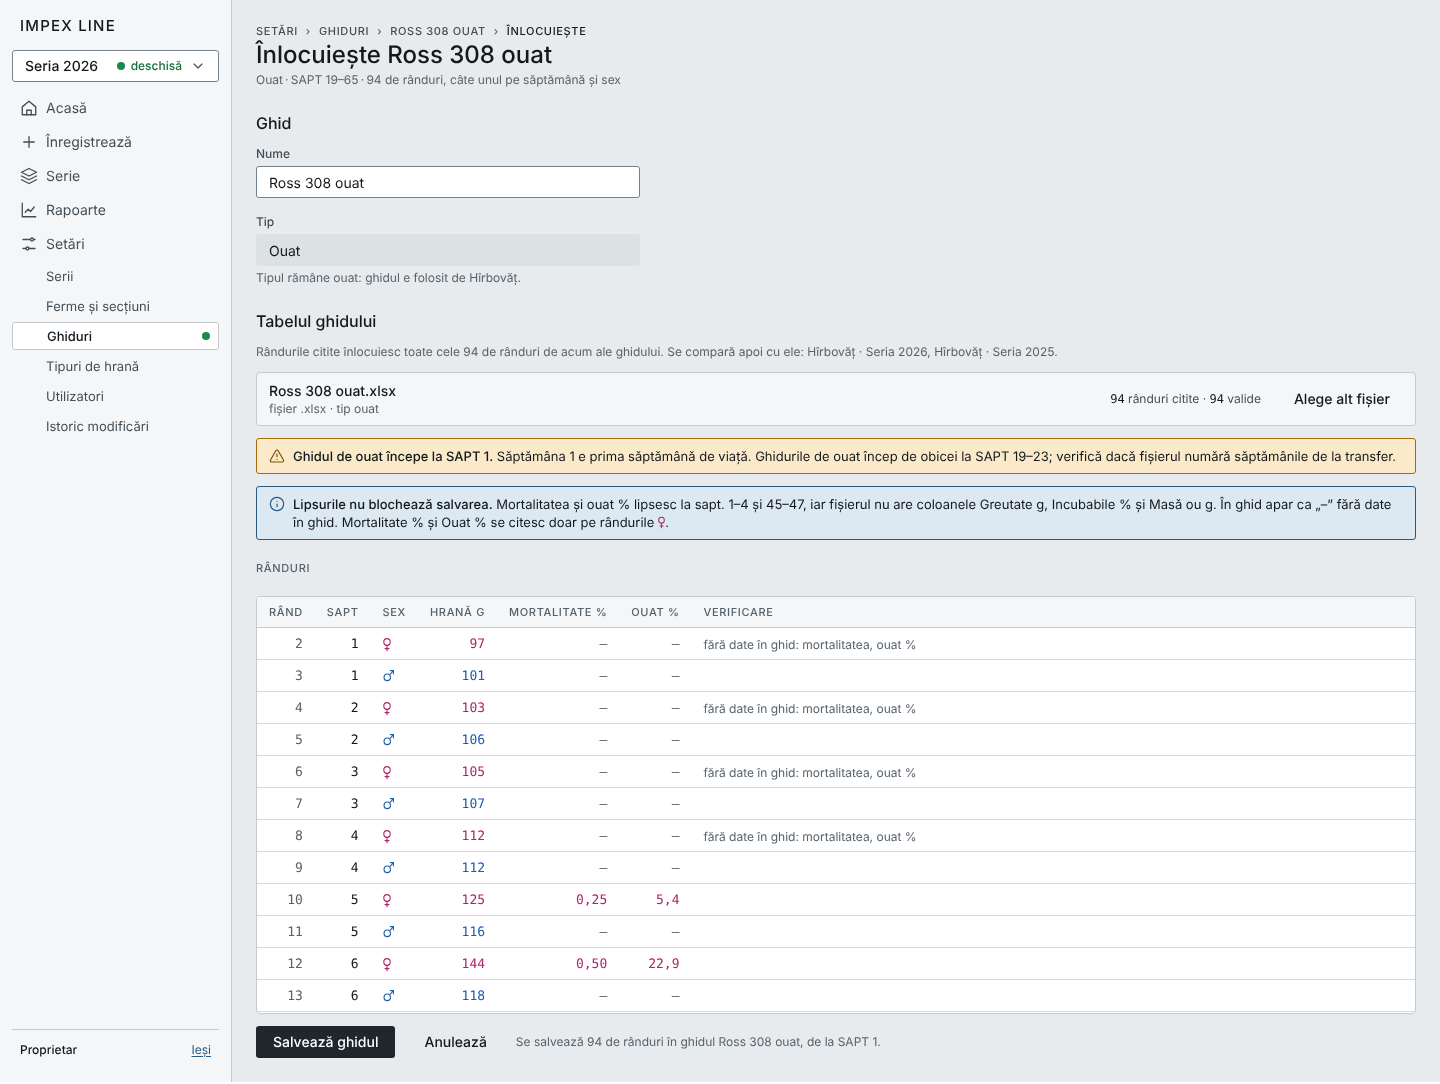 IMPEX LINE
Seria 2026 deschisă
Acasă
Înregistrează
Serie
Rapoarte
Setări
Serii
Ferme și secțiuni
Ghiduri
Tipuri de hrană
Utilizatori
Istoric modificări
Proprietar Ieși
SETĂRI › GHIDURI › ROSS 308 OUAT › ÎNLOCUIEȘTE
Înlocuiește Ross 308 ouat
Ouat · SAPT 19–65 · 94 de rânduri, câte unul pe săptămână și sex
Ghid
Nume
Ross 308 ouat
Tip
Ouat
Tipul rămâne ouat: ghidul e folosit de Hîrbovăț.
Tabelul ghidului
Rândurile citite înlocuiesc toate cele 94 de rânduri de acum ale ghidului. Se compară apoi cu ele: Hîrbovăț · Seria 2026, Hîrbovăț · Seria 2025.
Ross 308 ouat.xlsx
fișier .xlsx · tip ouat
94 rânduri citite · 94 valide
Alege alt fișier
Ghidul de ouat începe la SAPT 1. Săptămâna 1 e prima săptămână de viață. Ghidurile de ouat încep de obicei la SAPT 19–23; verifică dacă fișierul numără săptămânile de la transfer.
Lipsurile nu blochează salvarea. Mortalitatea și ouat % lipsesc la sapt. 1–4 și 45–47, iar fișierul nu are coloanele Greutate g, Incubabile % și Masă ou g. În ghid apar ca „–” fără date
în ghid. Mortalitate % și Ouat % se citesc doar pe rândurile ♀.
RÂNDURI
RÂND SAPT SEX HRANĂ G MORTALITATE % OUAT % VERIFICARE
2 1 ♀ 97 – – fără date în ghid: mortalitatea, ouat %
3 1 ♂ 101 – –
4 2 ♀ 103 – – fără date în ghid: mortalitatea, ouat %
5 2 ♂ 106 – –
6 3 ♀ 105 – – fără date în ghid: mortalitatea, ouat %
7 3 ♂ 107 – –
8 4 ♀ 112 – – fără date în ghid: mortalitatea, ouat %
9 4 ♂ 112 – –
10 5 ♀ 125 0,25 5,4
11 5 ♂ 116 – –
12 6 ♀ 144 0,50 22,9
13 6 ♂ 118 – –
Salvează ghidul
Anulează
Se salvează 94 de rânduri în ghidul Ross 308 ouat, de la SAPT 1.